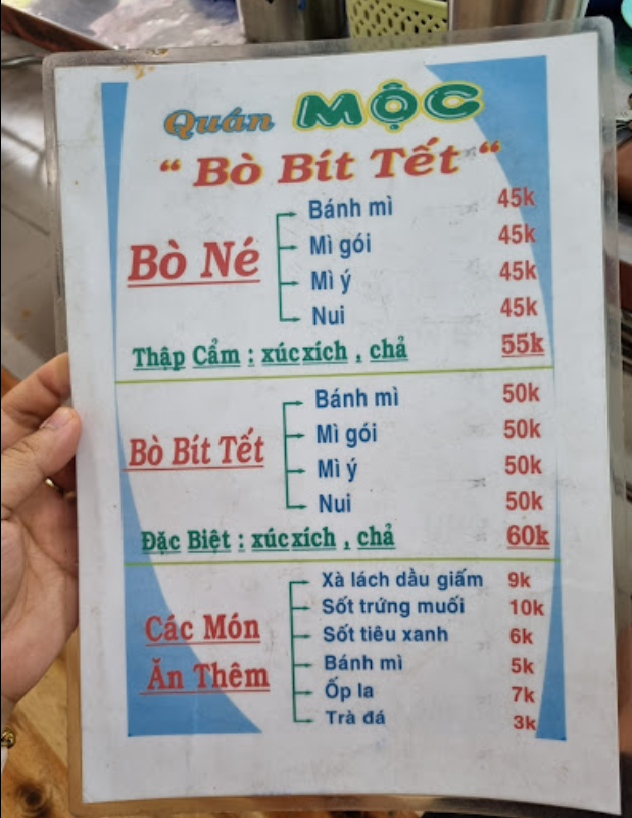 Quán MỘC
“ Bò Bít Tết “
Bò Né
Bánh mì 45k
Mì gói 45k
Mì ý 45k
Nui 45k
Thập Cẩm : xúc xích , chả 55k
Bò Bít Tết
Bánh mì 50k
Mì gói 50k
Mì ý 50k
Nui 50k
Đặc Biệt : xúc xích , chả 60k
Các Món
Ăn Thêm
Xà lách dầu giấm 9k
Sốt trứng muối 10k
Sốt tiêu xanh 6k
Bánh mì 5k
Ốp la 7k
Trà đá 3k